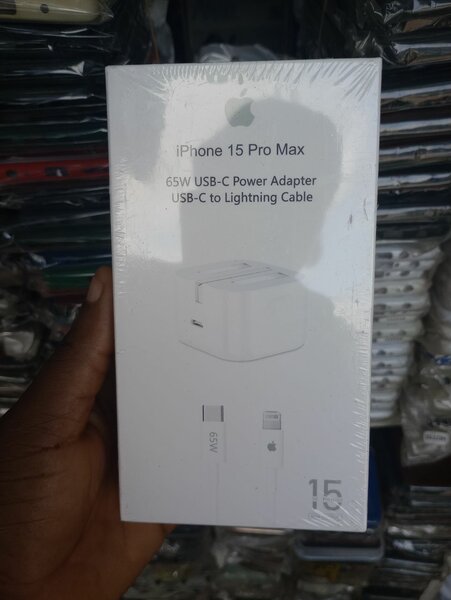 iPhone 15 Pro Max
65W USB-C Power Adapter
USB-C to Lightning Cable
65W
15